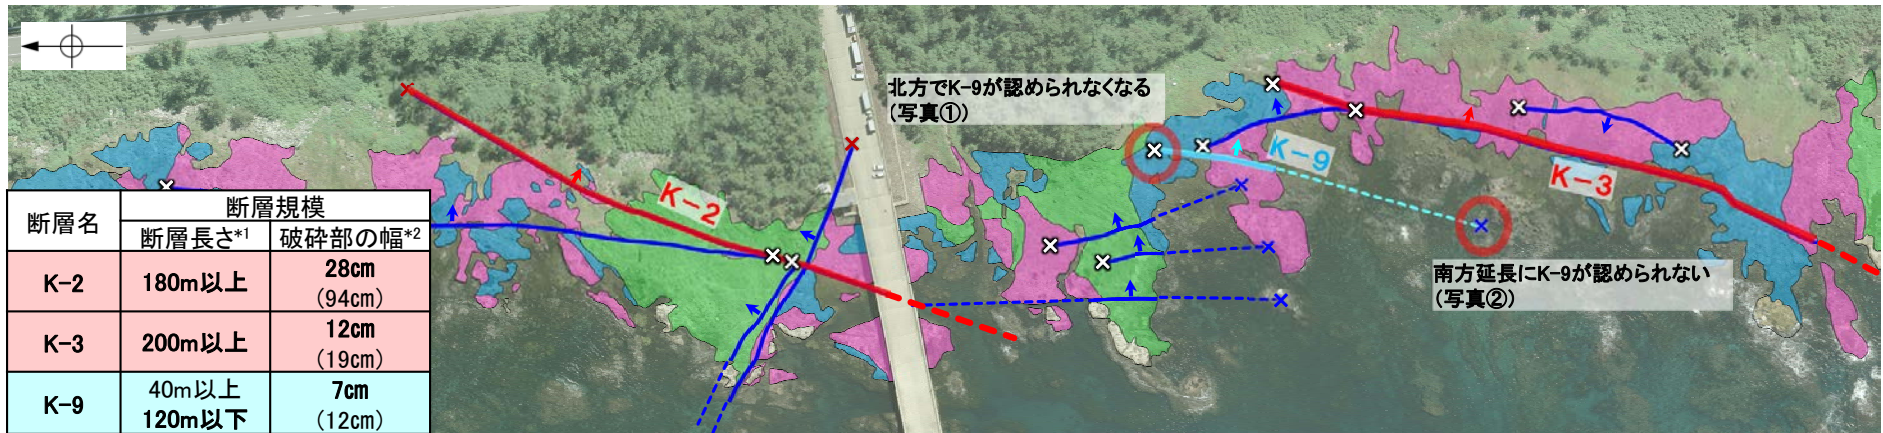 北方でK-9が認められなくなる
(写真①)
K-9
K-2
K-3
南方延長にK-9が認められない
(写真②)
断層名 断層規模
断層長さ*1 破砕部の幅*2
K-2 180m以上 28cm
(94cm)
K-3 200m以上 12cm
(19cm)
K-9 40m以上 7cm
120m以下 (12cm)